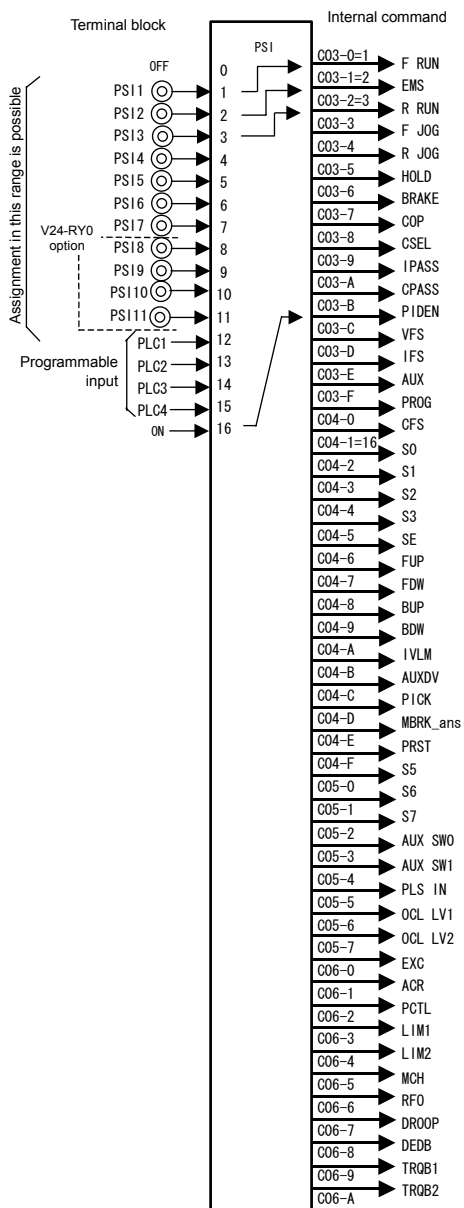 Terminal block
Internal command
Assignment in this range is possible
OFF
PSI1
PSI2
PSI3
PSI4
PSI5
PSI6
PSI7
V24-RY0
option
PSI8
PSI9
PSI10
PSI11
Programmable
input
PLC1
PLC2
PLC3
PLC4
ON
PSI
0
1
2
3
4
5
6
7
8
9
10
11
12
13
14
15
16
C03-0=1 F RUN
C03-1=2 EMS
C03-2=3 R RUN
C03-3 F JOG
C03-4 R JOG
C03-5 HOLD
C03-6 BRAKE
C03-7 COP
C03-8 CSEL
C03-9 IPASS
C03-A CPASS
C03-B PIDEN
C03-C VFS
C03-D IFS
C03-E AUX
C03-F PROG
C04-0 CFS
C04-1=16 S0
C04-2 S1
C04-3 S2
C04-4 S3
C04-5 SE
C04-6 FUP
C04-7 FDW
C04-8 BUP
C04-9 BDW
C04-A IVLM
C04-B AUXDV
C04-C PICK
C04-D MBRK_ans
C04-E PRST
C04-F S5
C05-0 S6
C05-1 S7
C05-2 AUX SW0
C05-3 AUX SW1
C05-4 PLS IN
C05-5 OCL LV1
C05-6 OCL LV2
C05-7 EXC
C06-0 ACR
C06-1 PCTL
C06-2 LIM1
C06-3 LIM2
C06-4 MCH
C06-5 RF0
C06-6 DROOP
C06-7 DEDB
C06-8 TRQB1
C06-9 TRQB2
C06-A